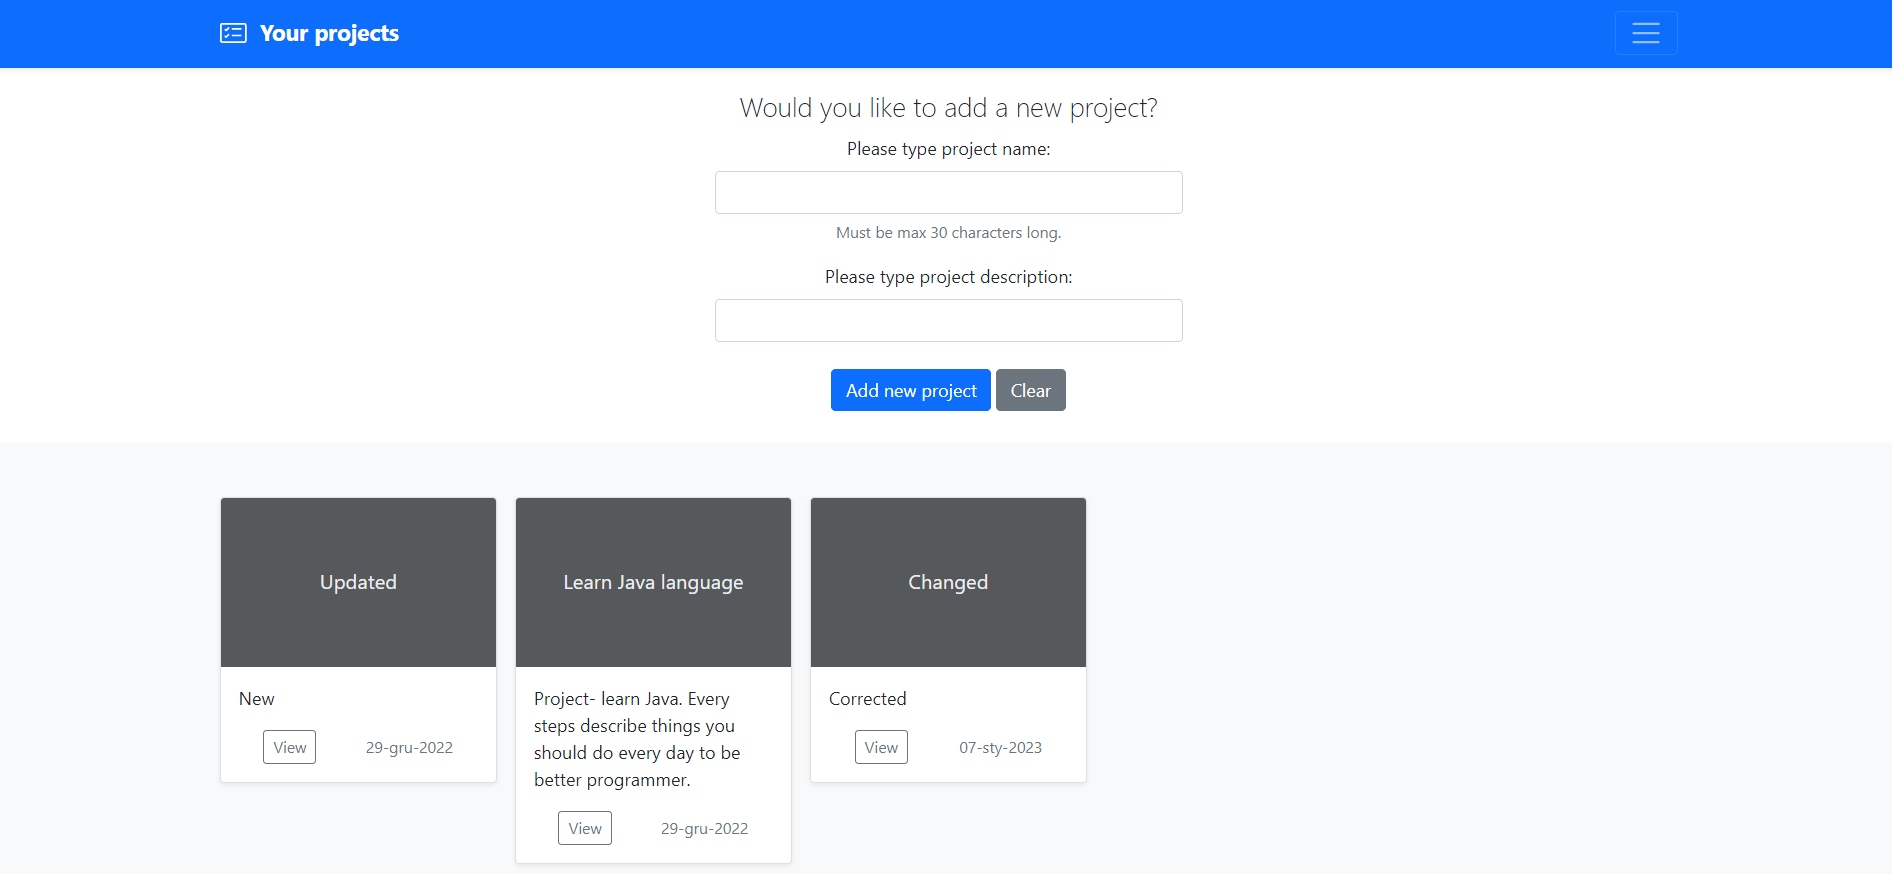 Your projects
Would you like to add a new project?
Please type project name:
Must be max 30 characters long.
Please type project description:
Add new project Clear
Updated
New
View 29-gru-2022
Learn Java language
Project- learn Java. Every
steps describe things you
should do every day to be
better programmer.
View 29-gru-2022
Changed
Corrected
View 07-sty-2023